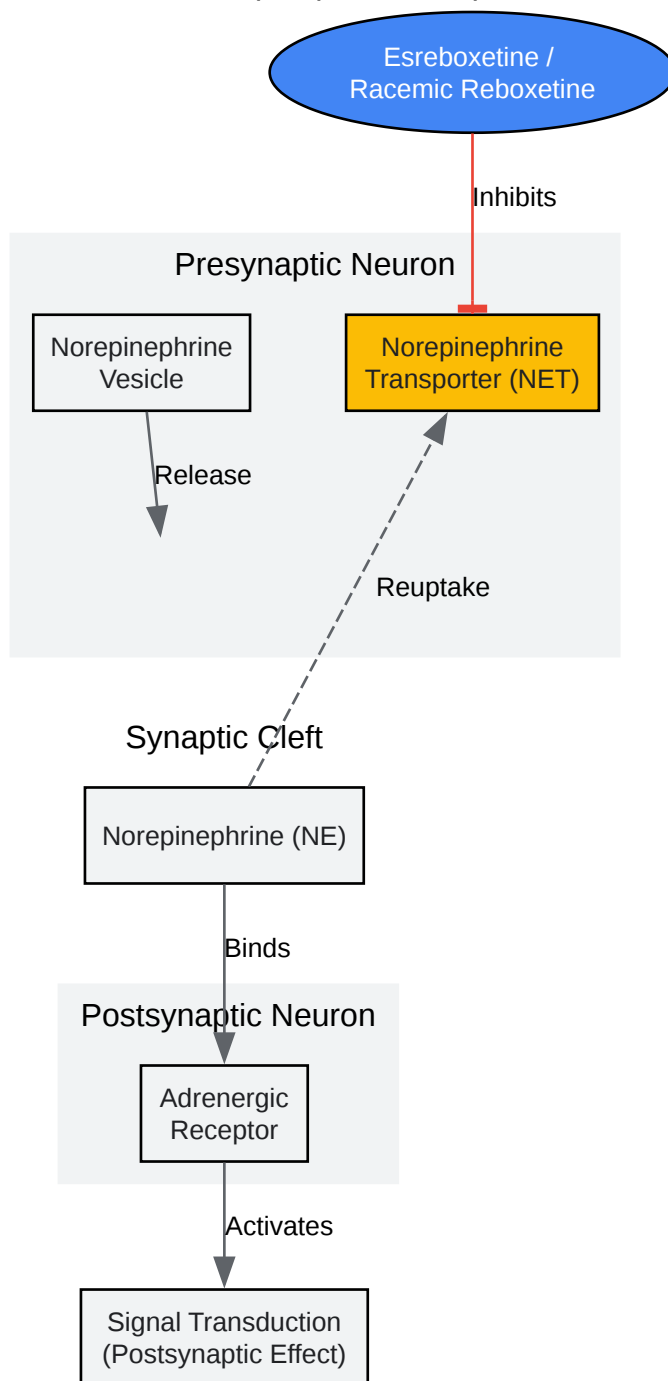 Esreboxetine /
Racemic Reboxetine
Inhibits
Presynaptic Neuron
Norepinephrine
Vesicle
Norepinephrine
Transporter (NET)
Release
Reuptake
Synaptic Cleft
Norepinephrine (NE)
Binds
Postsynaptic Neuron
Adrenergic
Receptor
Activates
Signal Transduction
(Postsynaptic Effect)